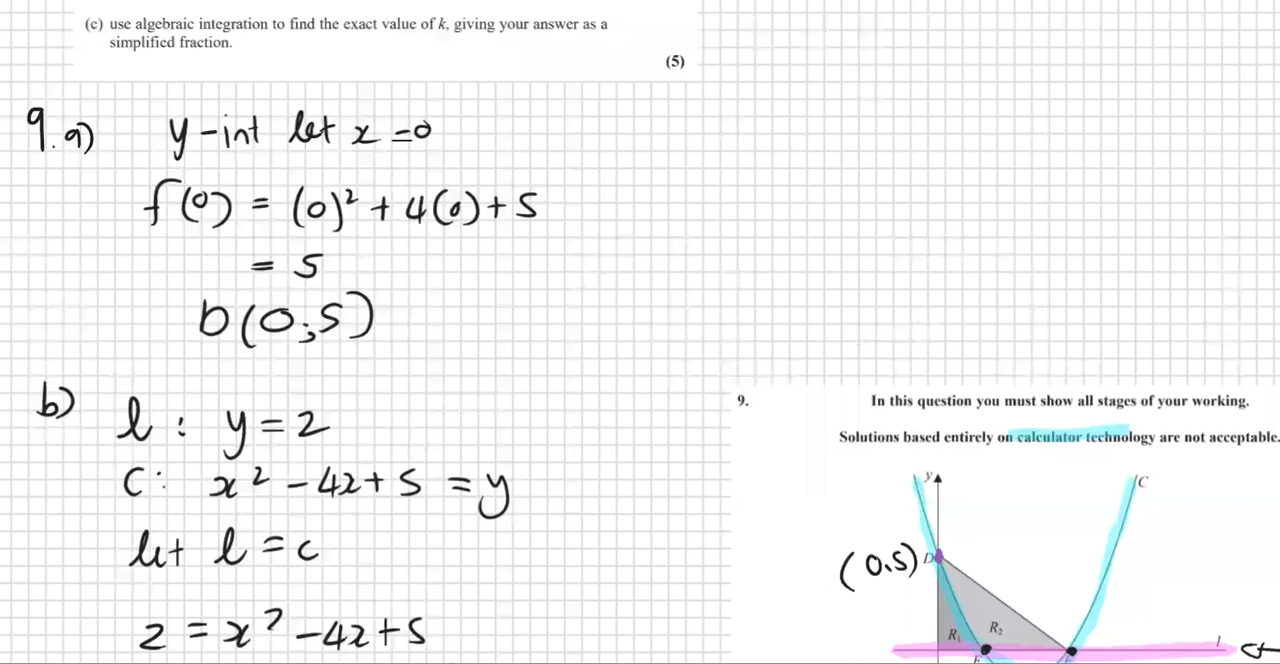 (c) use algebraic integration to find the exact value of k, giving your answer as a
simplified fraction.
(5)
9. a) y-int let x = 0
f(0) = (0)² + 4(0) + 5
= 5
b(0;5)
b) l : y = 2
C: x² - 4x + 5 = y
let l = c
2 = x² - 4x + 5
9. In this question you must show all stages of your working.
Solutions based entirely on calculator technology are not acceptable.
y C
(0,5) D
R₁ R₂
l